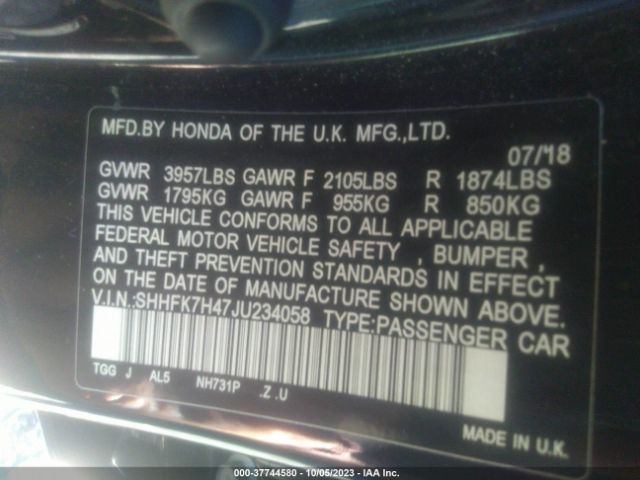 MFD.BY HONDA OF THE U.K. MFG.,LTD.
07/'18
GVWR 3957LBS GAWR F 2105LBS R 1874LBS
GVWR 1795KG GAWR F 955KG R 850KG
THIS VEHICLE CONFORMS TO ALL APPLICABLE
FEDERAL MOTOR VEHICLE SAFETY , BUMPER ,
AND THEFT PREVENTION STANDARDS IN EFFECT
ON THE DATE OF MANUFACTURE SHOWN ABOVE.
V.I.N.:SHHFK7H47JU234058 TYPE:PASSENGER CAR
TGG J AL5 NH731P .Z .U
MADE IN U.K.
000-37744580 - 10/05/2023 - IAA Inc.